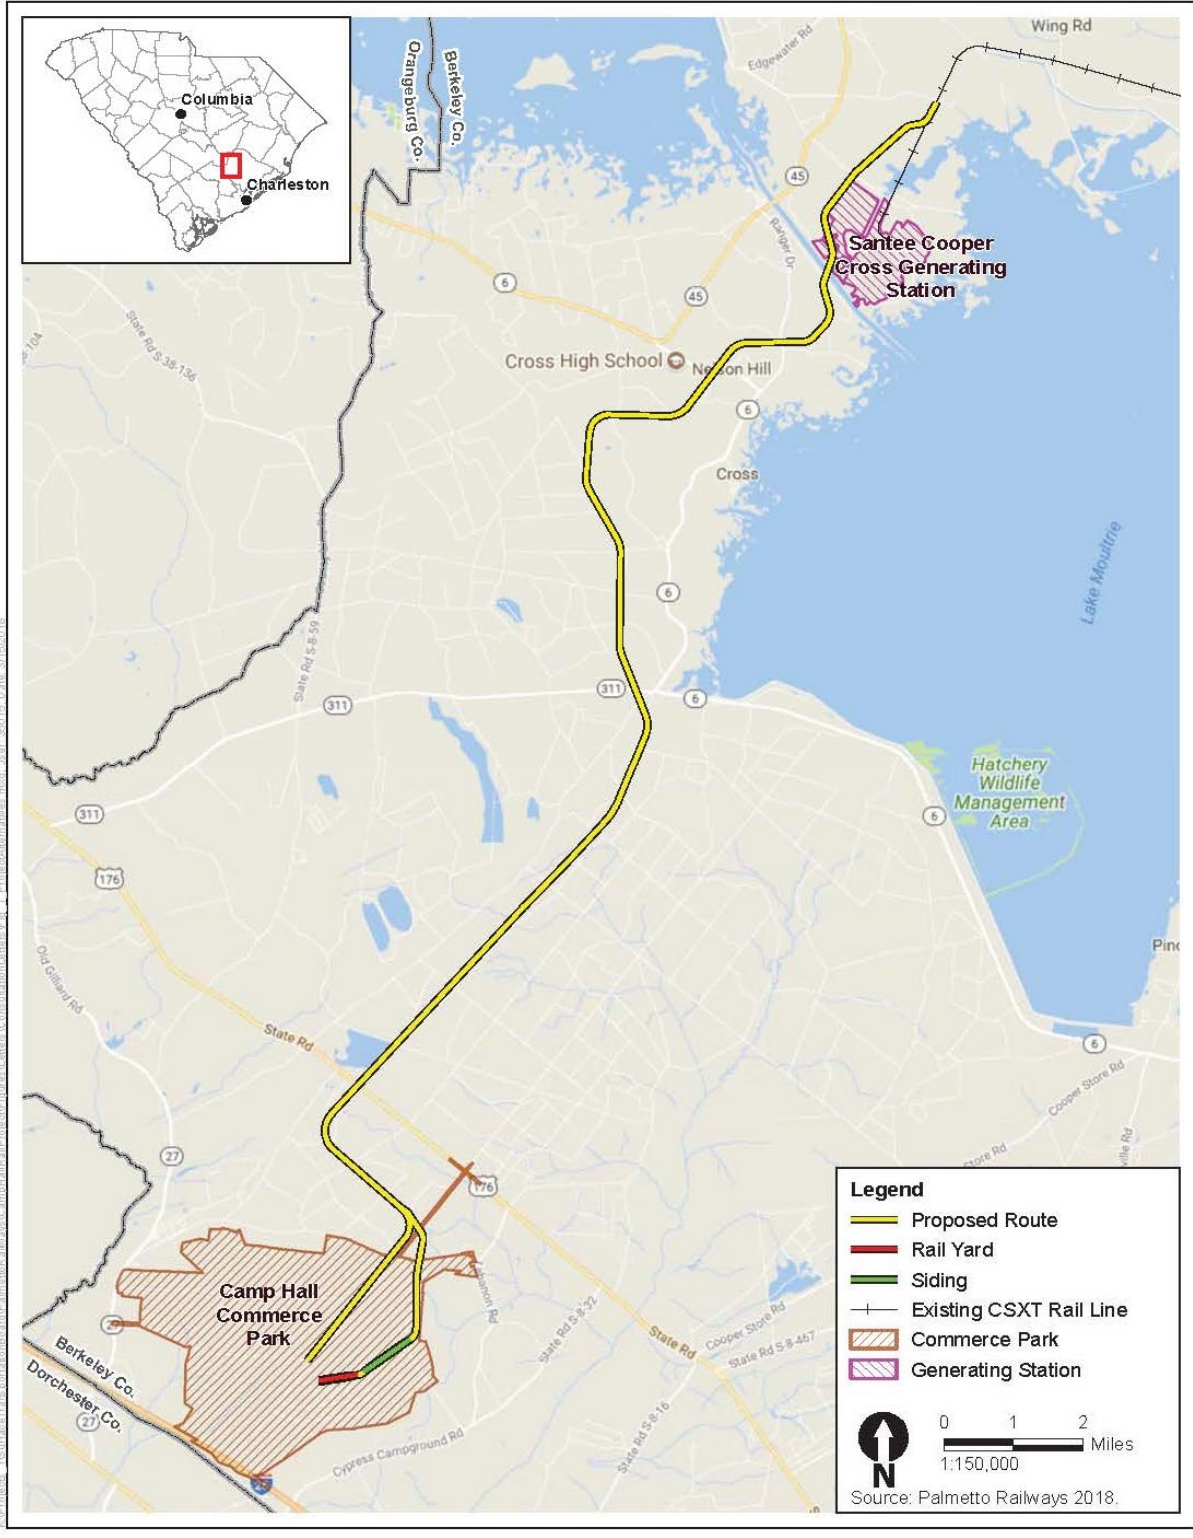 Columbia
Charleston
Orangeburg Co.
Berkeley Co.
Wing Rd
Edgewater Rd
45
Ranger Dr
Santee Cooper
Cross Generating
Station
6
45
State Rd S-38-136
Cross High School
Nelson Hill
6
Cross
Lake Moultrie
6
State Rd S-8-59
311
6
311
Hatchery
Wildlife
Management
Area
311
6
176
Old Gilliard Rd
State Rd
6
Cooper Store Rd
Store Rd
27
176
Camp Hall
Commerce
Park
Berkeley Co.
Dorchester Co.
27
State Rd S-8-32
State Rd
Cooper Store Rd
State Rd S-8-467
State Rd S-8-16
Cypress Campground Rd
Legend
Proposed Route
Rail Yard
Siding
Existing CSXT Rail Line
Commerce Park
Generating Station
N
0 1 2
Miles
1:150,000
Source: Palmetto Railways 2018.